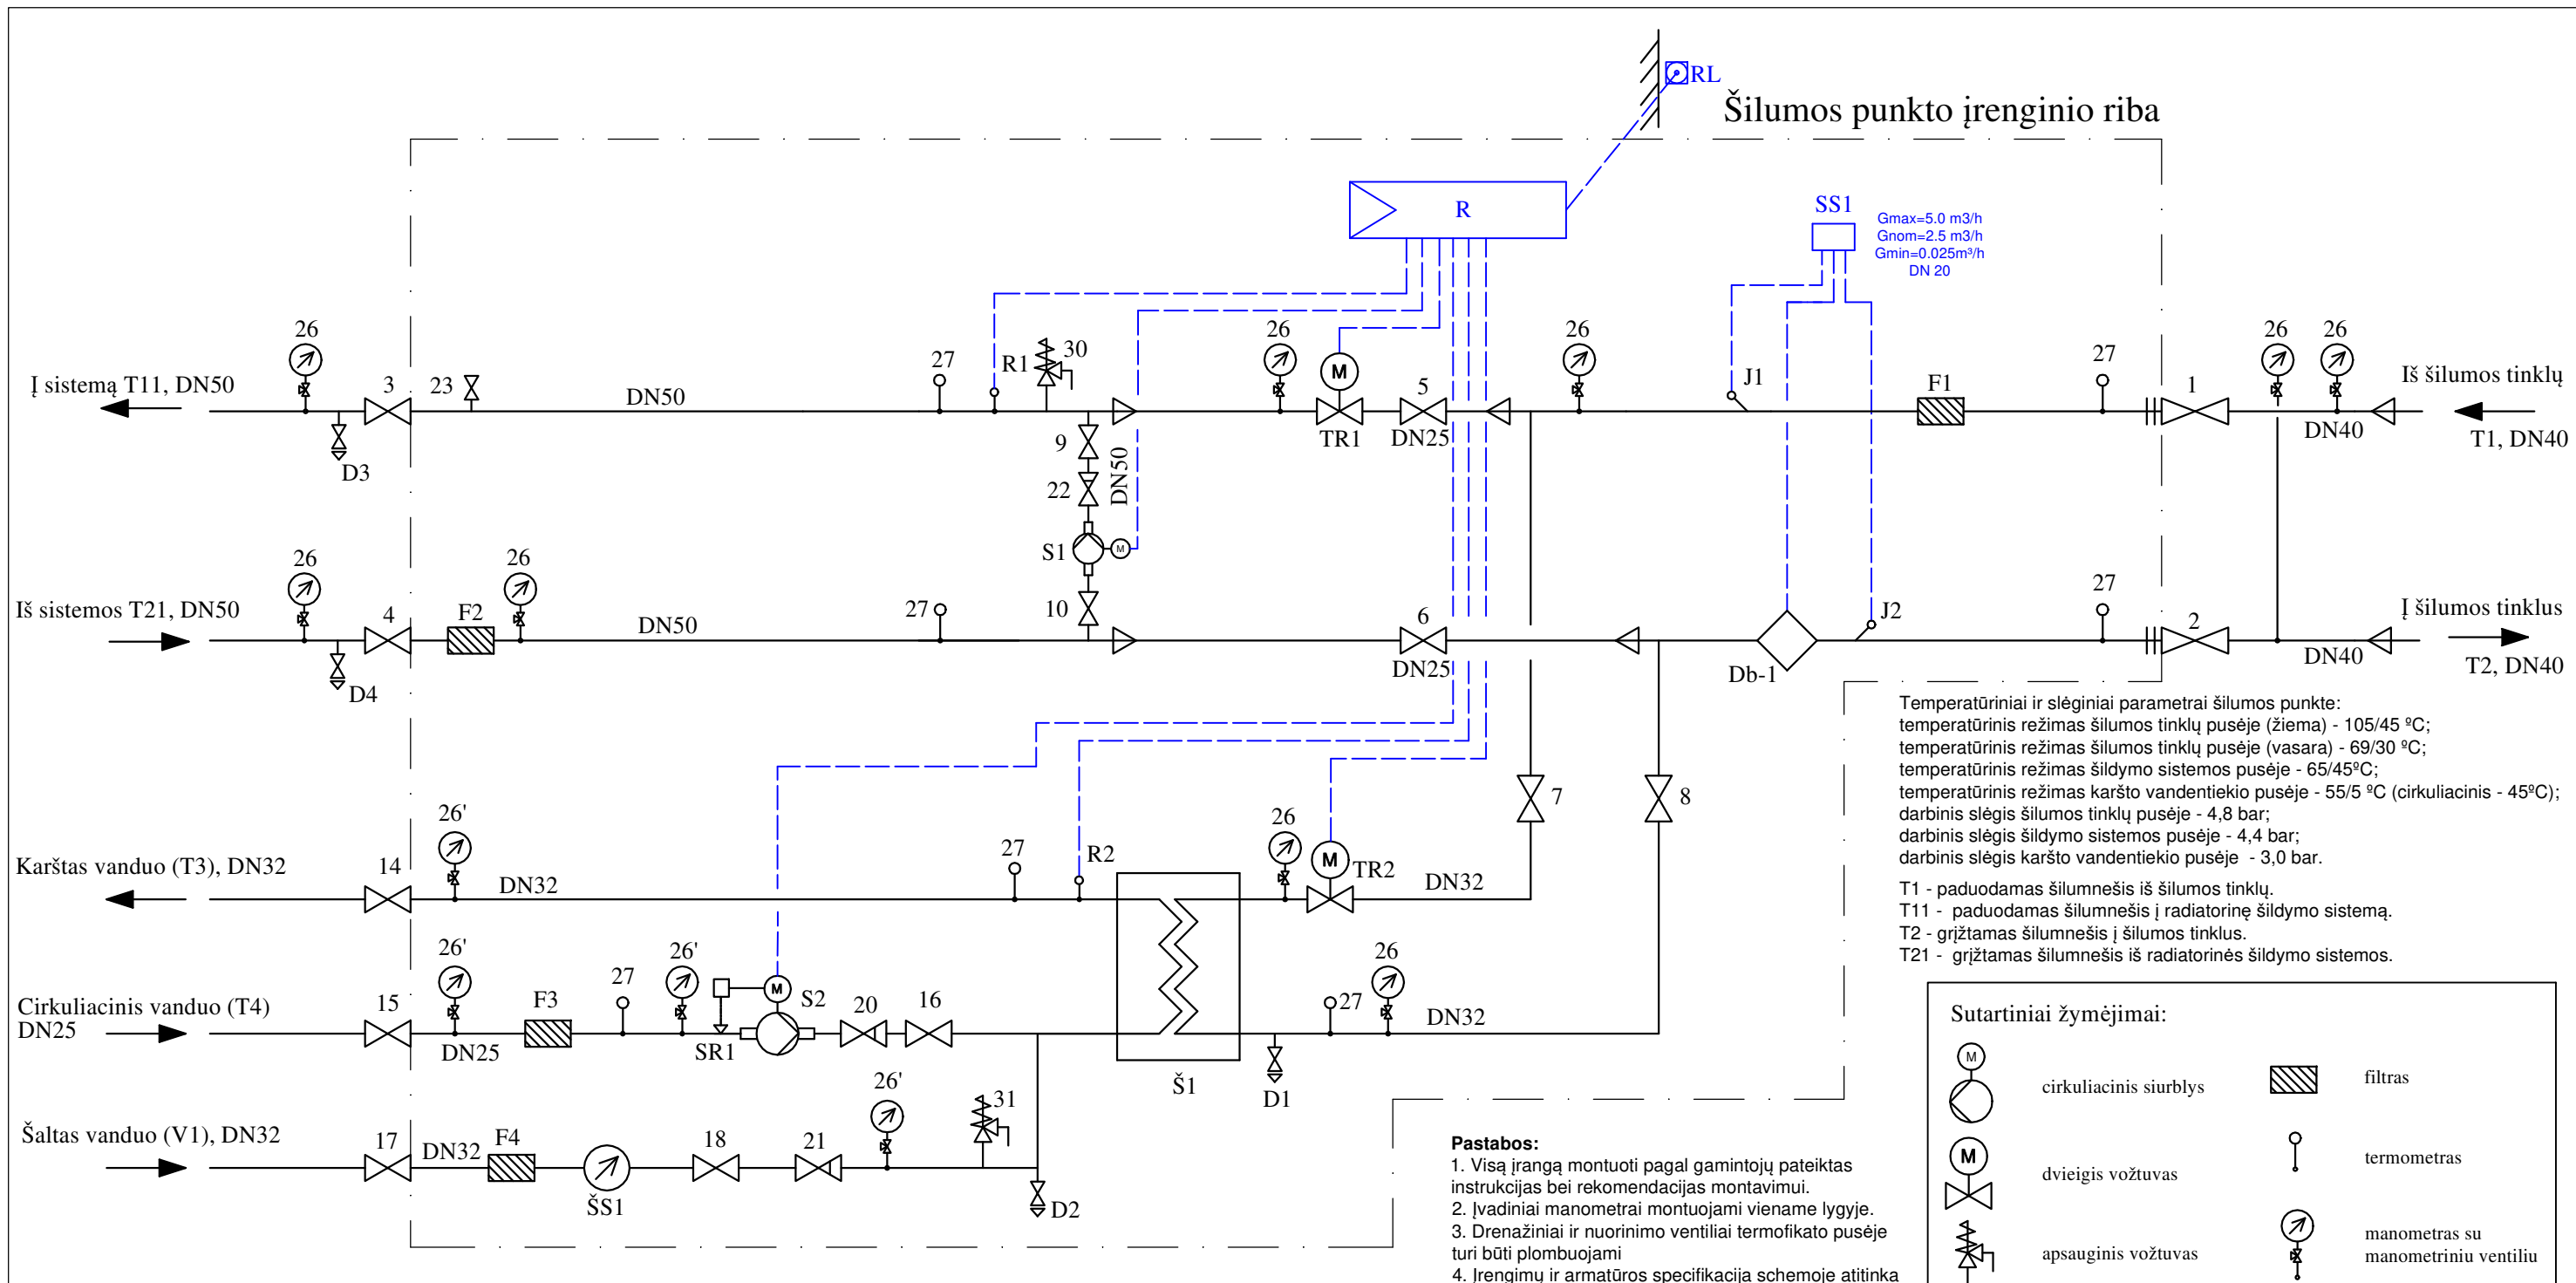 RL
Šilumos punkto įrenginio riba
R
SS1
Gmax=5.0 m3/h
Gnom=2.5 m3/h
Gmin=0.025m³/h
DN 20
26
3
23
Į sistemą T11, DN50
DN50
D3
27
R1
30
9
22
DN50
S1
M
10
26
M
TR1
5
DN25
26
J1
F1
27
1
26
26
DN40
Iš šilumos tinklų
T1, DN40
Iš sistemos T21, DN50
26
4
D4
F2
26
DN50
27
6
DN25
Db-1
J2
27
2
DN40
Į šilumos tinklus
T2, DN40
Temperatūriniai ir slėginiai parametrai šilumos punkte:
temperatūrinis režimas šilumos tinklų pusėje (žiema) - 105/45 ºC;
temperatūrinis režimas šilumos tinklų pusėje (vasara) - 69/30 ºC;
temperatūrinis režimas šildymo sistemos pusėje - 65/45ºC;
temperatūrinis režimas karšto vandentiekio pusėje - 55/5 ºC (cirkuliacinis - 45ºC);
darbinis slėgis šilumos tinklų pusėje - 4,8 bar;
darbinis slėgis šildymo sistemos pusėje - 4,4 bar;
darbinis slėgis karšto vandentiekio pusėje - 3,0 bar.
T1 - paduodamas šilumnešis iš šilumos tinklų.
T11 - paduodamas šilumnešis į radiatorinę šildymo sistemą.
T2 - grįžtamas šilumnešis į šilumos tinklus.
T21 - grįžtamas šilumnešis iš radiatorinės šildymo sistemos.
7
8
Karštas vanduo (T3), DN32
14
26'
DN32
27
R2
26
M
TR2
DN32
Cirkuliacinis vanduo (T4)
DN25
15
26'
DN25
F3
27
26'
SR1
M
S2
20
16
Š1
27
26
DN32
D1
Šaltas vanduo (V1), DN32
17
DN32
F4
ŠS1
18
21
26'
31
D2
Pastabos:
1. Visą įrangą montuoti pagal gamintojų pateiktas
instrukcijas bei rekomendacijas montavimui.
2. Įvadiniai manometrai montuojami viename lygyje.
3. Drenažiniai ir nuorinimo ventiliai termofikato pusėje
turi būti plombuojami
4. Įrengimų ir armatūros specifikacija schemoje atitinka
Sutartiniai žymėjimai:
M
cirkuliacinis siurblys
filtras
M
dvieigis vožtuvas
termometras
apsauginis vožtuvas
manometras su
manometriniu ventiliu